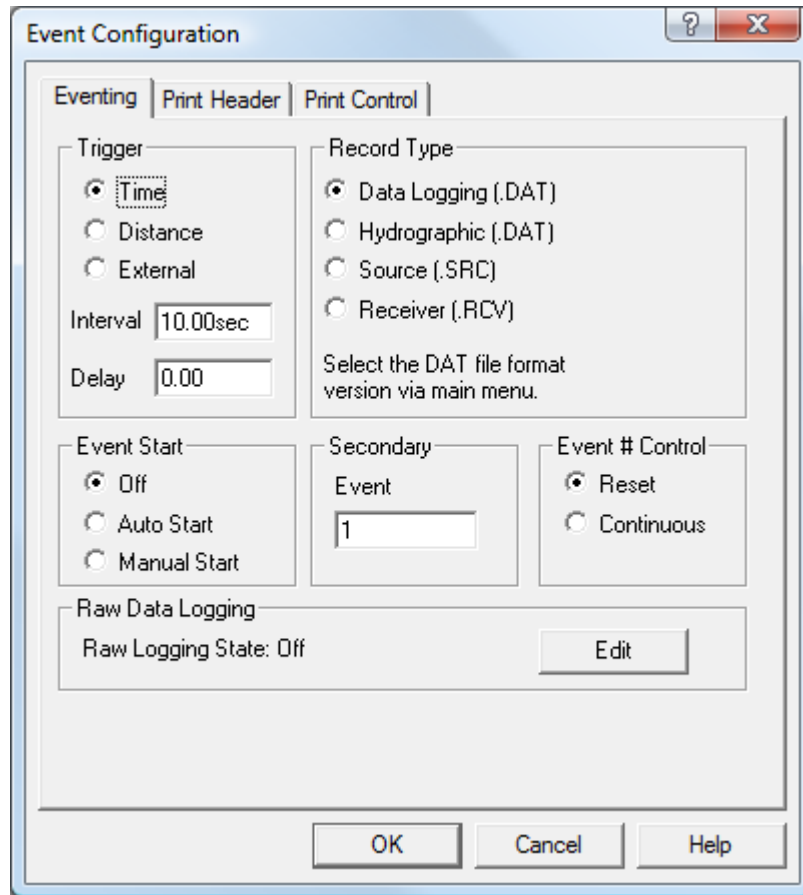 Event Configuration
Eventing
Print Header
Print Control
Trigger
Time
Distance
External
Interval 10.00sec
Delay 0.00
Record Type
Data Logging (.DAT)
Hydrographic (.DAT)
Source (.SRC)
Receiver (.RCV)
Select the DAT file format
version via main menu.
Event Start
Off
Auto Start
Manual Start
Secondary
Event
1
Event # Control
Reset
Continuous
Raw Data Logging
Raw Logging State: Off
Edit
OK
Cancel
Help